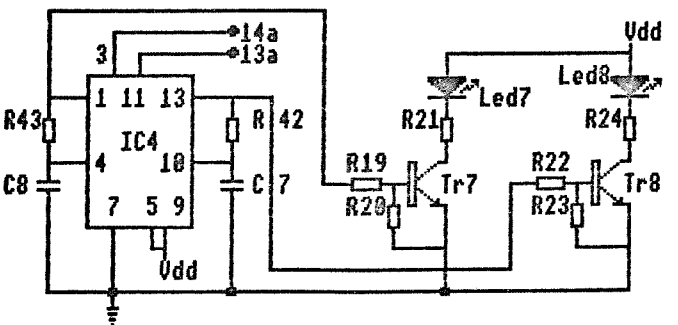 14a
3
13a
Vdd
Led8
Led7
1 11 13
R43
R 42
R21
R24
IC4
4
10
R19
R22
C8
C 7
Tr7
Tr8
R20
R23
7 5 9
Vdd